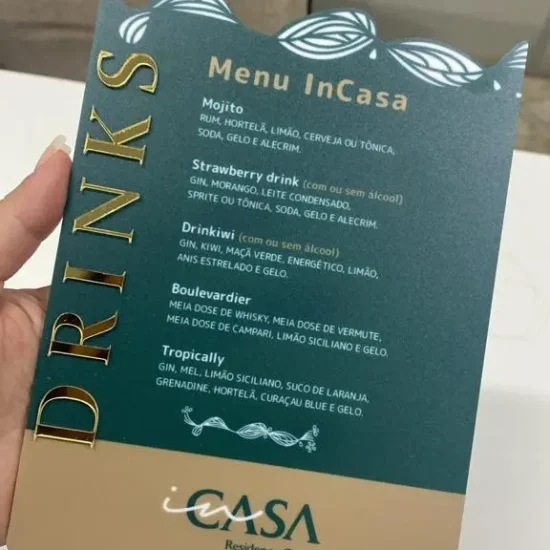 DRINKS
Menu InCasa
Mojito
RUM, HORTELÃ, LIMÃO, CERVEJA OU TÔNICA,
SODA, GELO E ALECRIM.
Strawberry drink (com ou sem álcool)
GIN, MORANGO, LEITE CONDENSADO,
SPRITE OU TÔNICA, SODA, GELO E ALECRIM.
Drinkiwi (com ou sem álcool)
GIN, KIWI, MAÇÃ VERDE, ENERGÉTICO, LIMÃO,
ANIS ESTRELADO E GELO.
Boulevardier
MEIA DOSE DE WHISKY, MEIA DOSE DE VERMUTE,
MEIA DOSE DE CAMPARI, LIMÃO SICILIANO E GELO.
Tropically
GIN, MEL, LIMÃO SICILIANO, SUCO DE LARANJA,
GRENADINE, HORTELÃ, CURAÇAU BLUE E GELO.
in CASA